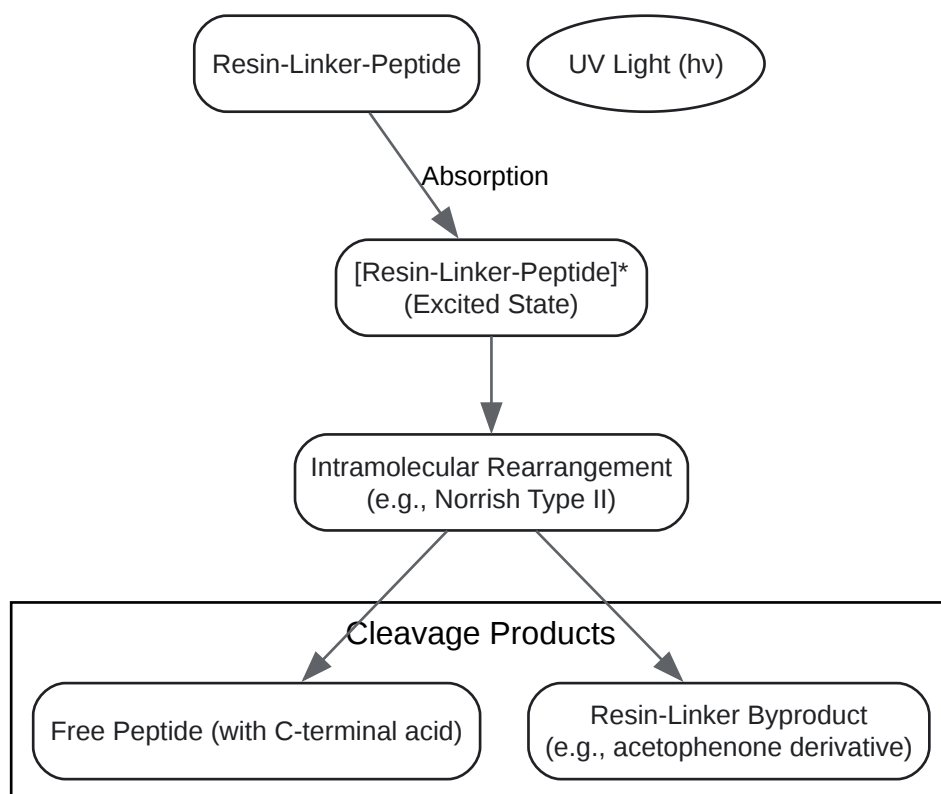 Resin-Linker-Peptide
UV Light (hν)
Absorption
[Resin-Linker-Peptide]*
(Excited State)
Intramolecular Rearrangement
(e.g., Norrish Type II)
Cleavage Products
Free Peptide (with C-terminal acid)
Resin-Linker Byproduct
(e.g., acetophenone derivative)